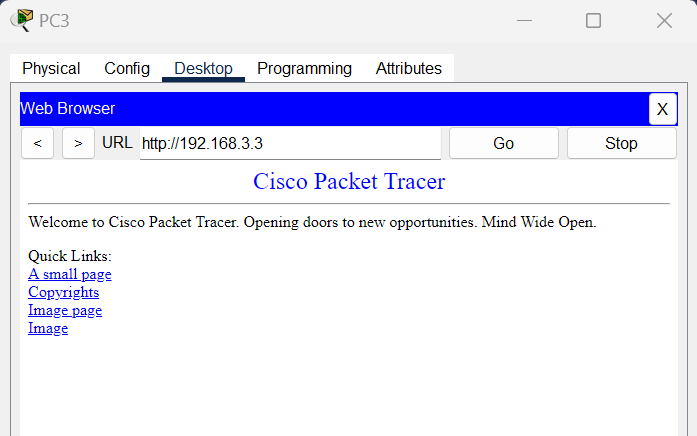 PC3
Physical Config Desktop Programming Attributes
Web Browser X
< > URL http://192.168.3.3 Go Stop
Cisco Packet Tracer
Welcome to Cisco Packet Tracer. Opening doors to new opportunities. Mind Wide Open.
Quick Links:
A small page
Copyrights
Image page
Image